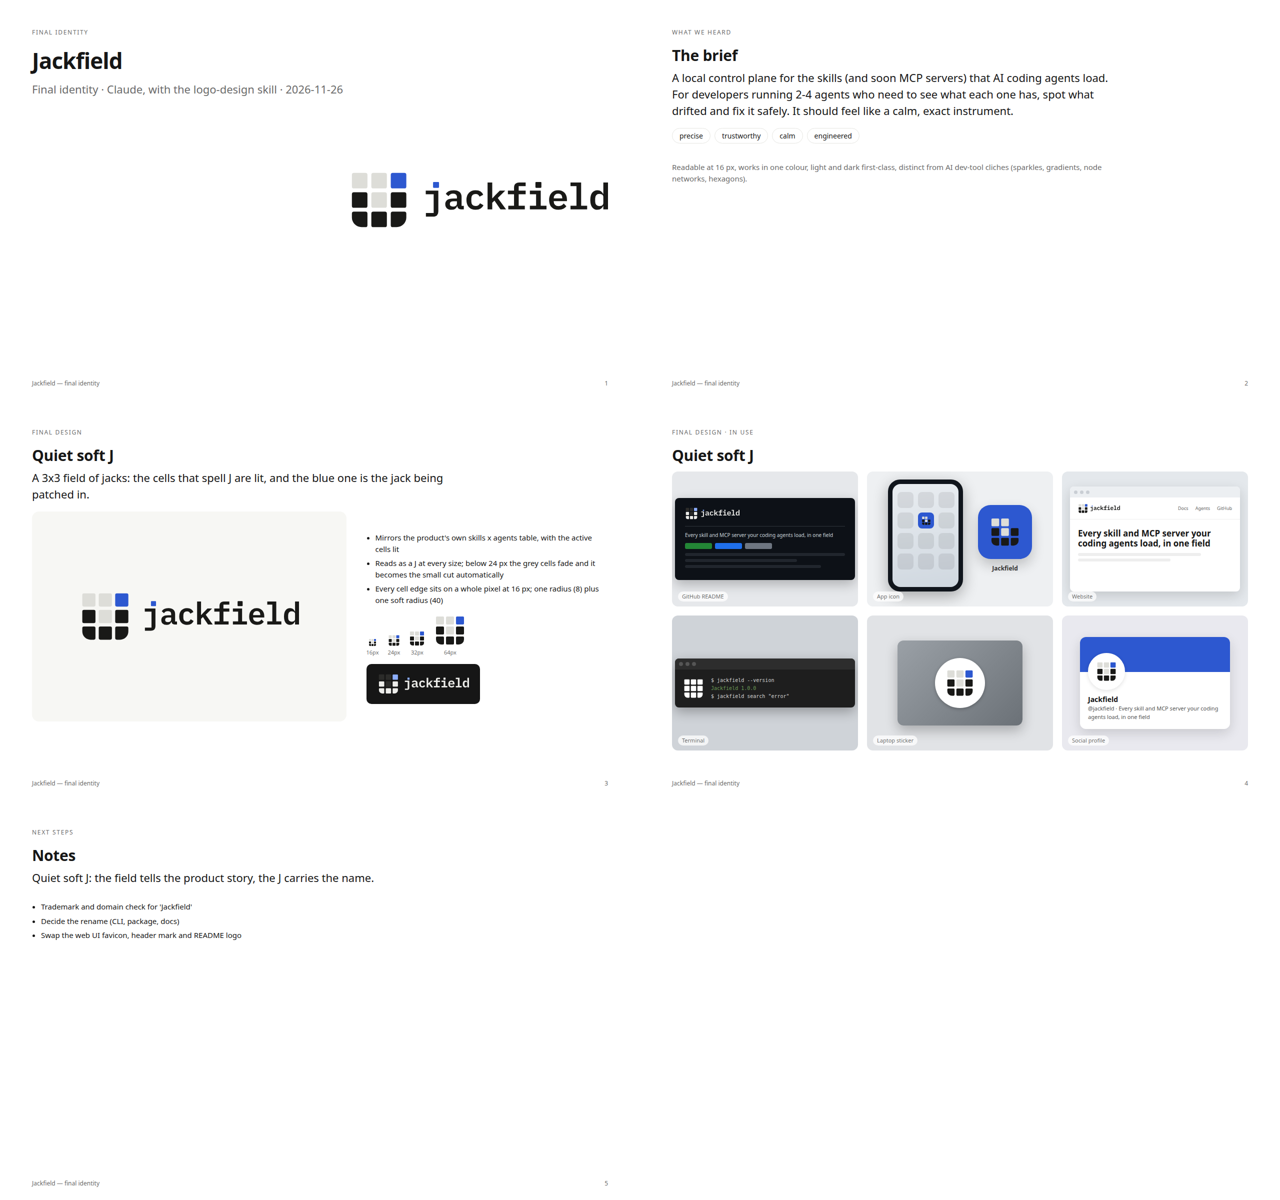 FINAL IDENTITY
Jackfield
Final identity · Claude, with the logo-design skill · 2026-11-26
jackfield
Jackfield — final identity
1
WHAT WE HEARD
The brief
A local control plane for the skills (and soon MCP servers) that AI coding agents load.
For developers running 2-4 agents who need to see what each one has, spot what
drifted and fix it safely. It should feel like a calm, exact instrument.
precise
trustworthy
calm
engineered
Readable at 16 px, works in one colour, light and dark first-class, distinct from AI dev-tool cliches (sparkles, gradients, node
networks, hexagons).
Jackfield — final identity
2
FINAL DESIGN
Quiet soft J
A 3x3 field of jacks: the cells that spell J are lit, and the blue one is the jack being
patched in.
jackfield
• Mirrors the product's own skills x agents table, with the active
cells lit
• Reads as a J at every size; below 24 px the grey cells fade and it
becomes the small cut automatically
• Every cell edge sits on a whole pixel at 16 px; one radius (8) plus
one soft radius (40)
16px
24px
32px
64px
jackfield
Jackfield — final identity
3
FINAL DESIGN · IN USE
Quiet soft J
jackfield
Every skill and MCP server your coding agents load, in one field
GitHub README
Jackfield
App icon
jackfield
Docs
Agents
GitHub
Every skill and MCP server your
coding agents load, in one field
Website
$ jackfield --version
Jackfield 1.0.0
$ jackfield search "error"
Terminal
Laptop sticker
Jackfield
@jackfield · Every skill and MCP server your coding
agents load, in one field
Social profile
Jackfield — final identity
4
NEXT STEPS
Notes
Quiet soft J: the field tells the product story, the J carries the name.
• Trademark and domain check for 'Jackfield'
• Decide the rename (CLI, package, docs)
• Swap the web UI favicon, header mark and README logo
Jackfield — final identity
5